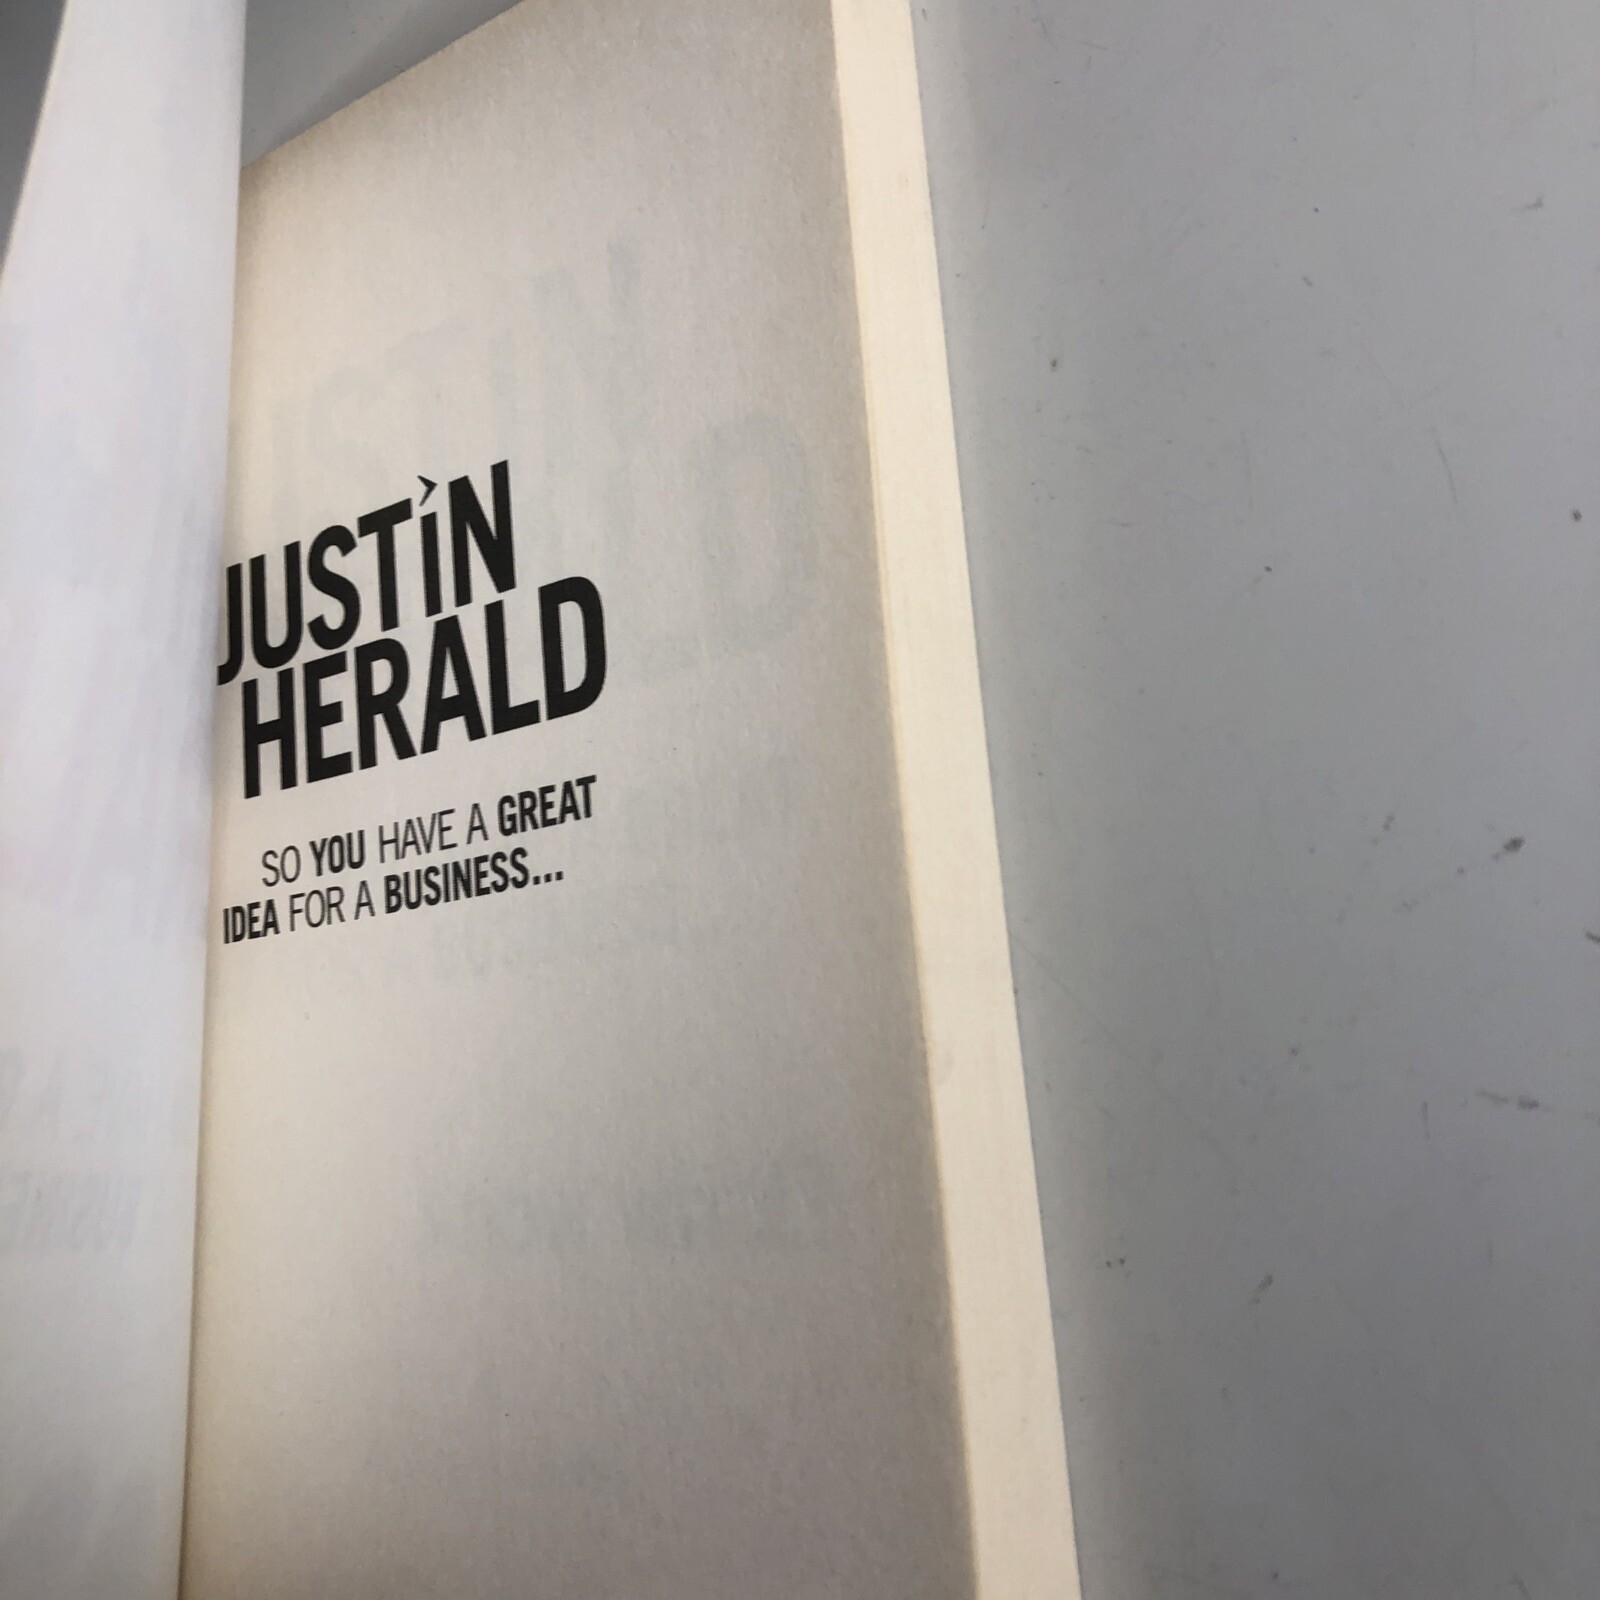 JUSTIN
HERALD
SO YOU HAVE A GREAT
IDEA FOR A BUSINESS...